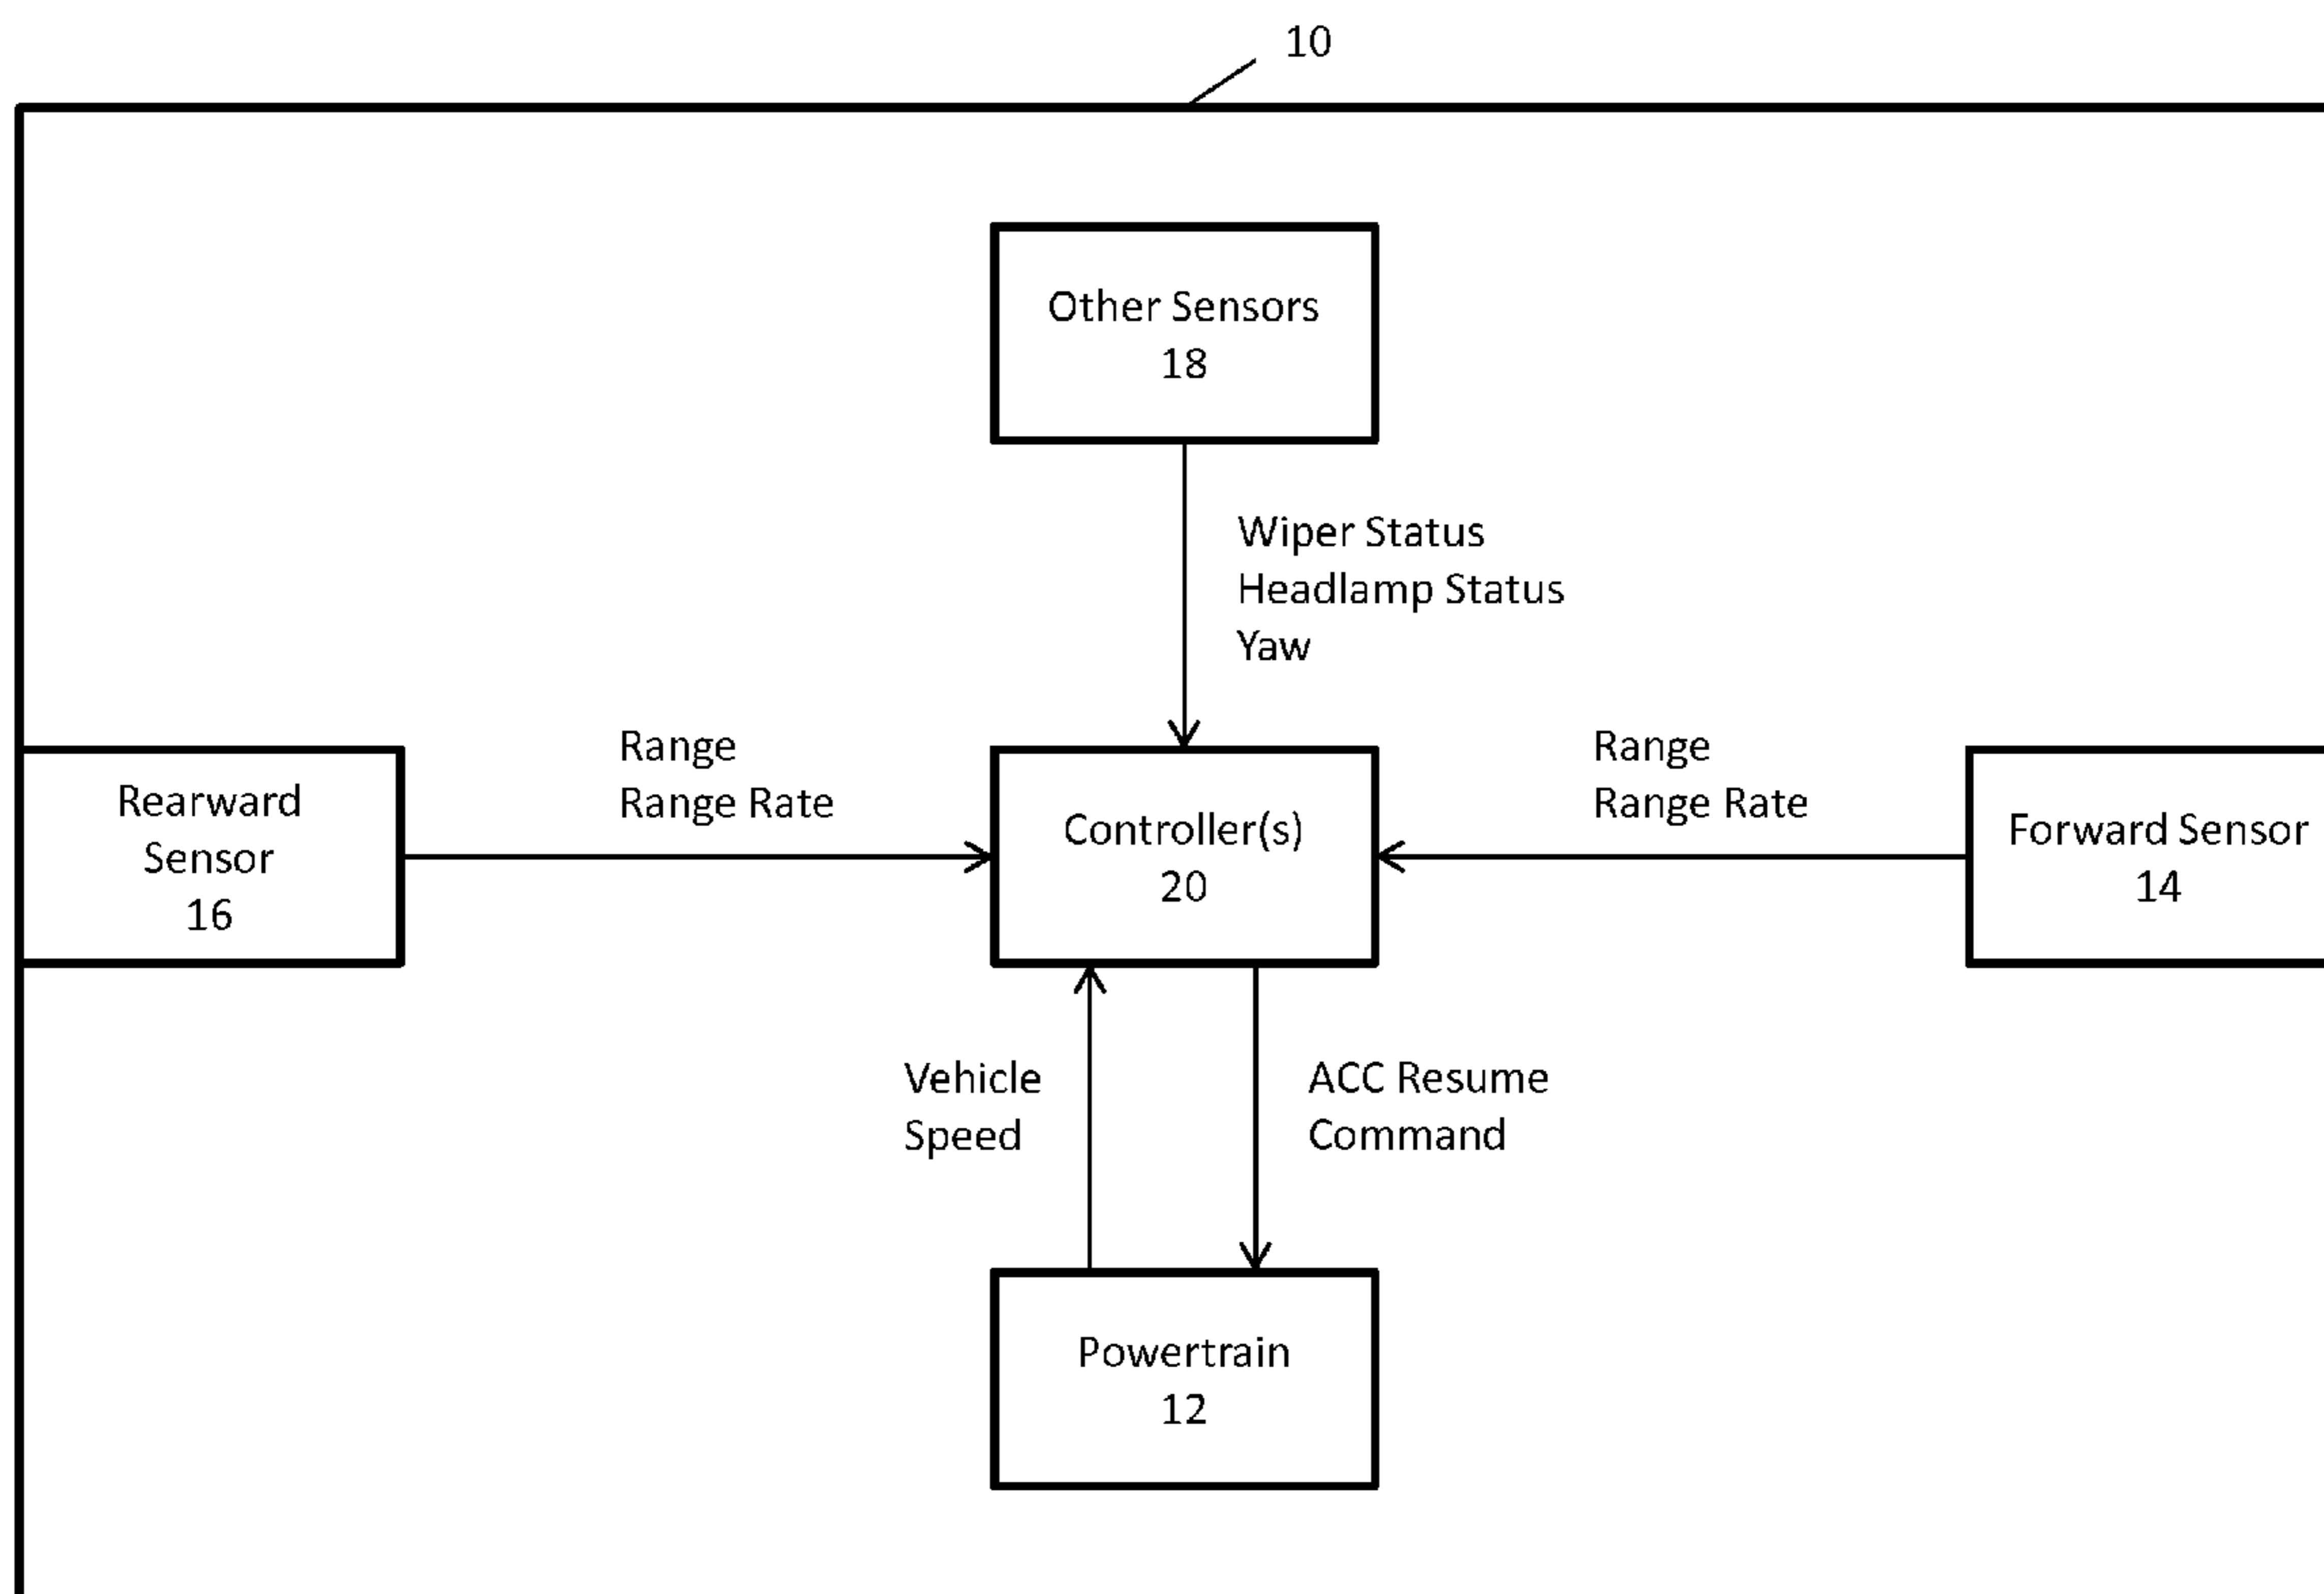 10
Other Sensors
18
Wiper Status
Headlamp Status
Yaw
Range
Range Rate
Range
Range Rate
Rearward
Sensor
16
Controller(s)
20
Forward Sensor
14
Vehicle
Speed
ACC Resume
Command
Powertrain
12